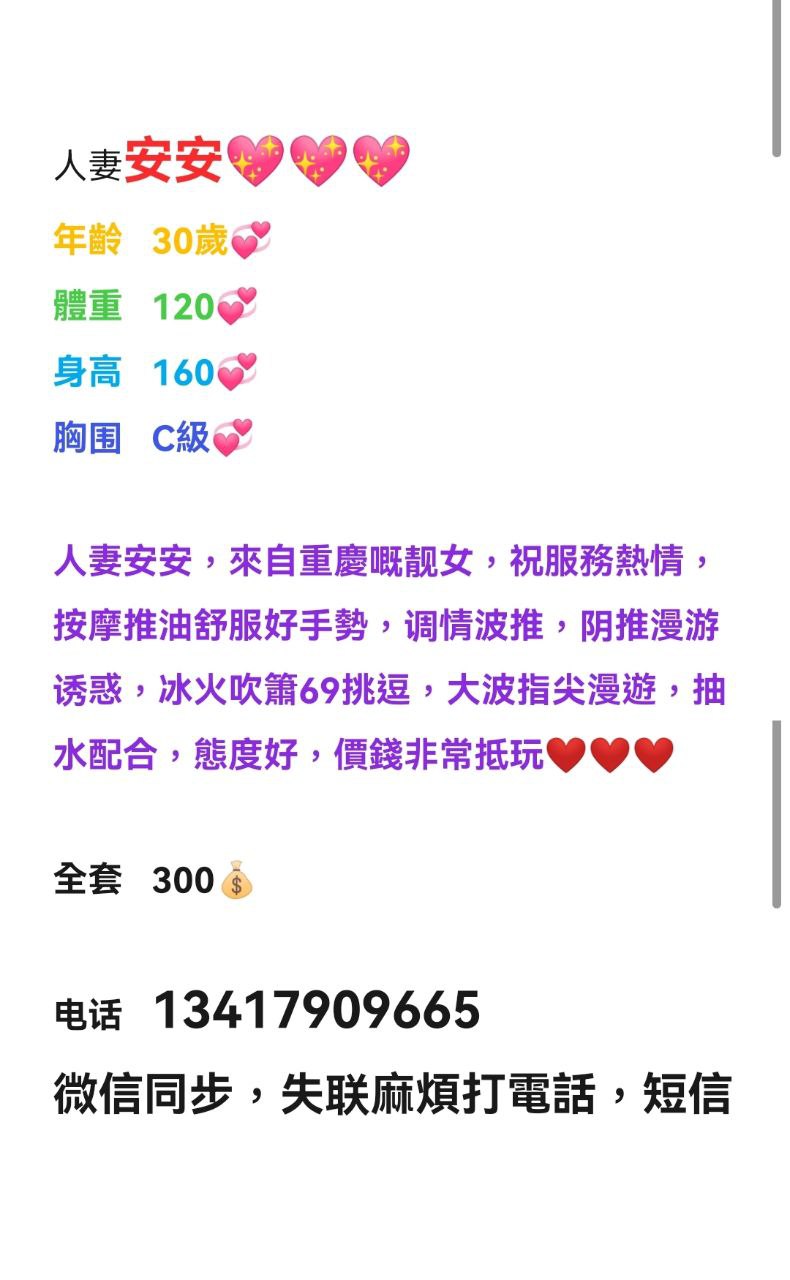 人妻安安💖💖💖
年齡 30歲💞
體重 120💞
身高 160💞
胸围 C級💞
人妻安安，來自重慶嘅靓女，祝服務熱情，
按摩推油舒服好手勢，调情波推，阴推漫游
诱惑，冰火吹簫69挑逗，大波指尖漫遊，抽
水配合，態度好，價錢非常抵玩❤️❤️❤️
全套 300💰
电话 13417909665
微信同步，失联麻煩打電話，短信